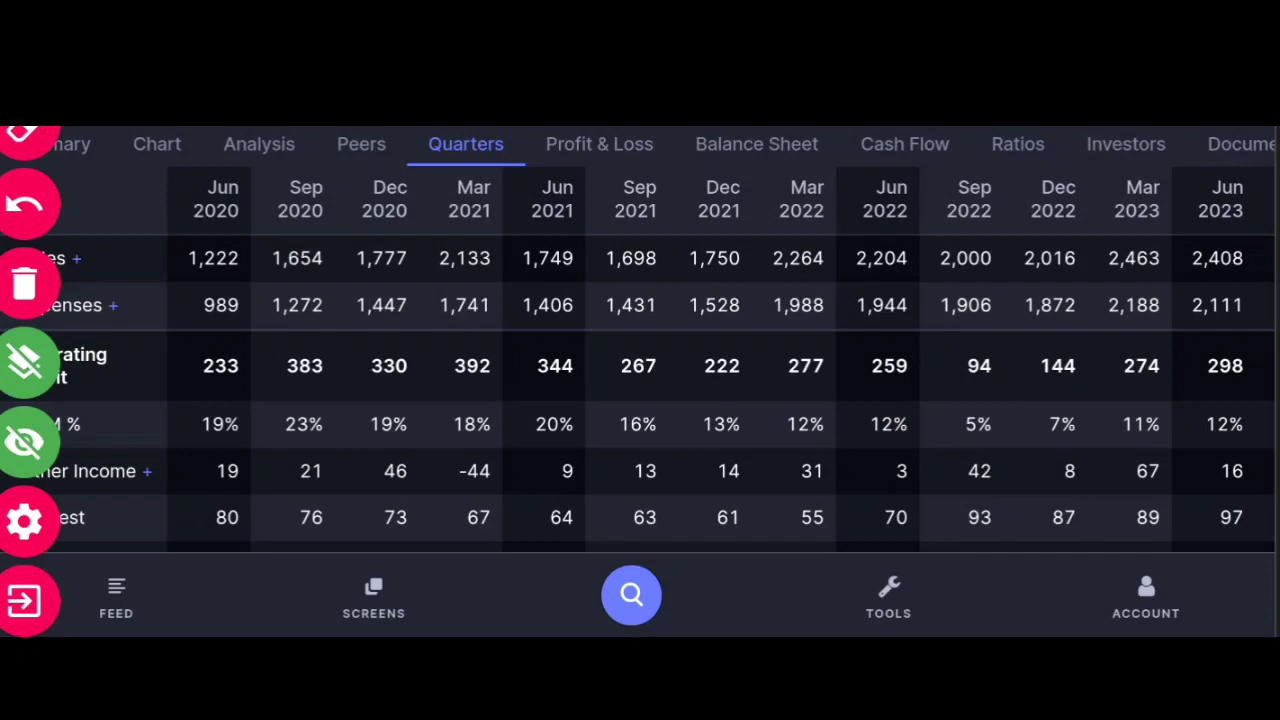 Chart Analysis Peers Quarters Profit & Loss Balance Sheet Cash Flow Ratios Investors
Jun Sep Dec Mar Jun Sep Dec Mar Jun Sep Dec Mar Jun
2020 2020 2020 2021 2021 2021 2021 2022 2022 2022 2022 2023 2023
+ 1,222 1,654 1,777 2,133 1,749 1,698 1,750 2,264 2,204 2,000 2,016 2,463 2,408
+ 989 1,272 1,447 1,741 1,406 1,431 1,528 1,988 1,944 1,906 1,872 2,188 2,111
233 383 330 392 344 267 222 277 259 94 144 274 298
% 19% 23% 19% 18% 20% 16% 13% 12% 12% 5% 7% 11% 12%
Income + 19 21 46 -44 9 13 14 31 3 42 8 67 16
80 76 73 67 64 63 61 55 70 93 87 89 97
FEED SCREENS TOOLS ACCOUNT